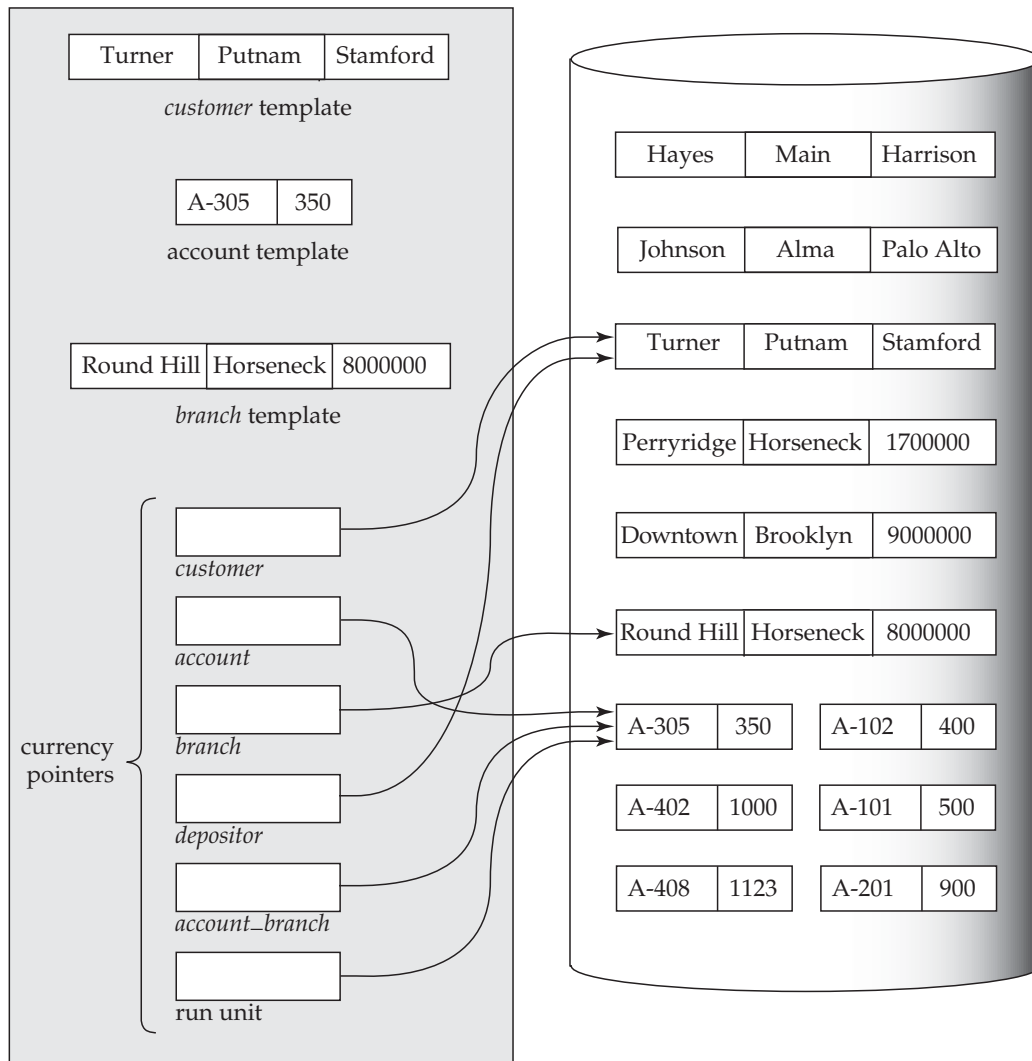 Turner Putnam Stamford
customer template
A-305 350
account template
Round Hill Horseneck 8000000
branch template
currency
pointers
customer
account
branch
depositor
account_branch
run unit
Hayes Main Harrison
Johnson Alma Palo Alto
Turner Putnam Stamford
Perryridge Horseneck 1700000
Downtown Brooklyn 9000000
Round Hill Horseneck 8000000
A-305 350 A-102 400
A-402 1000 A-101 500
A-408 1123 A-201 900